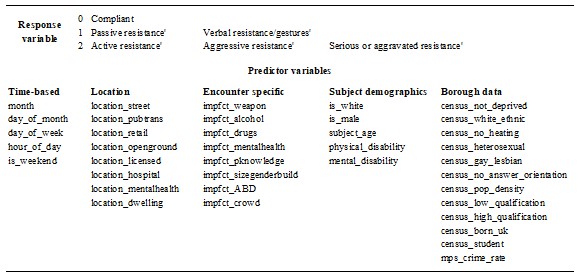 Response variable
0 Compliant
1 Passive resistance' Verbal resistance/gestures'
2 Active resistance' Aggressive resistance' Serious or aggravated resistance'
Predictor variables
Time-based Location Encounter specific Subject demographics Borough data
month location_street impfct_weapon is_white census_not_deprived
day_of_month location_pubtrans impfct_alcohol is_male census_white_ethnic
day_of_week location_retail impfct_drugs subject_age census_no_heating
hour_of_day location_openground impfct_mentalhealth physical_disability census_heterosexual
is_weekend location_licensed impfct_pknowledge mental_disability census_gay_lesbian
location_hospital impfct_sizegenderbuild census_no_answer_orientation
location_mentalhealth impfct_ABD census_pop_density
location_dwelling impfct_crowd census_low_qualification
census_high_qualification
census_born_uk
census_student
mps_crime_rate